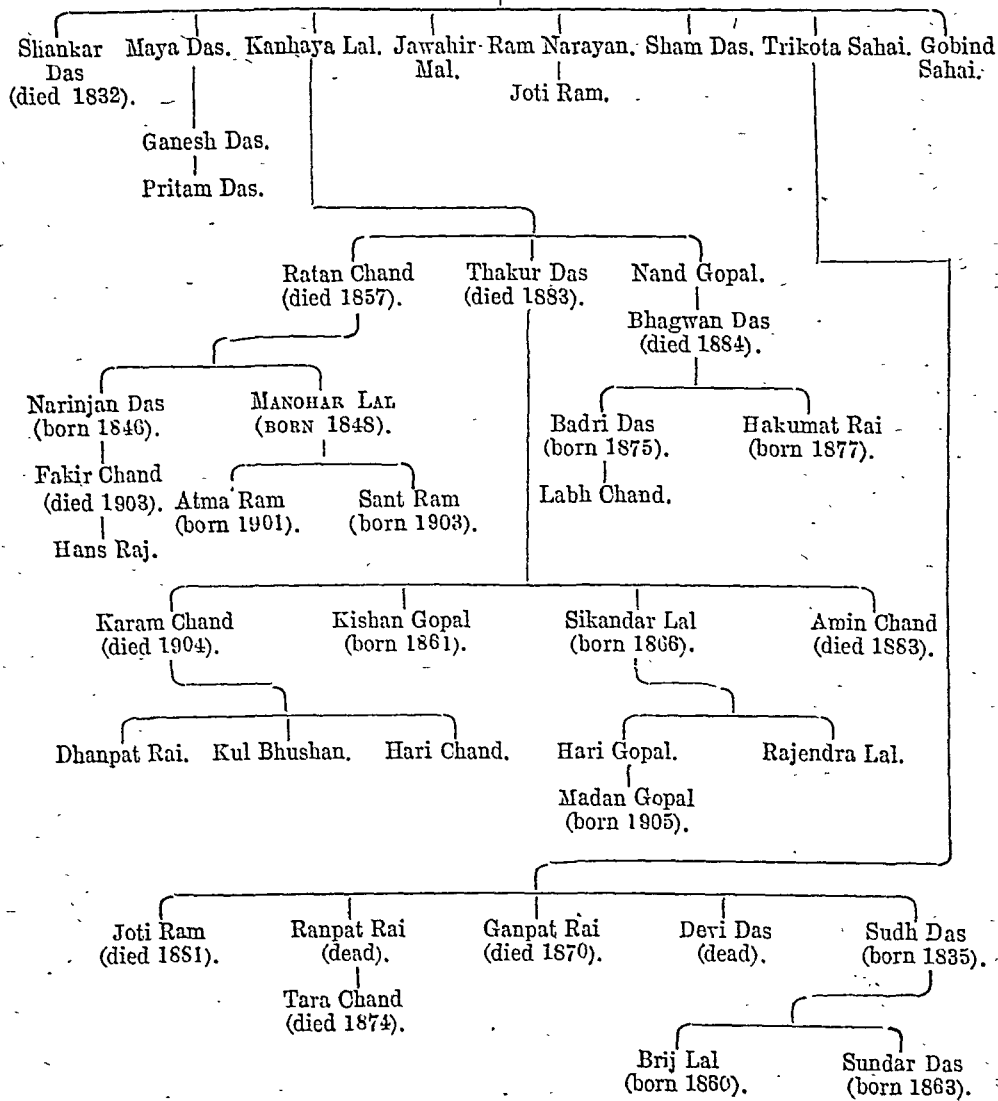 Shankar Das (died 1832).
Maya Das. Kanhaya Lal. Jawahir Mal. Ram Narayan. Sham Das. Trikota Sahai. Gobind Sahai.
Joti Ram.
Ganesh Das.
Pritam Das.
Ratan Chand (died 1857).
Thakur Das (died 1883).
Nand Gopal.
Bhagwan Das (died 1884).
Narinjan Das (born 1846).
MANOHAR LAL (BORN 1848).
Badri Das (born 1875).
Hakumat Rai (born 1877).
Fakir Chand (died 1903).
Atma Ram (born 1901).
Sant Ram (born 1903).
Labh Chand.
Hans Raj.
Karam Chand (died 1904).
Kishan Gopal (born 1861).
Sikandar Lal (born 1866).
Amin Chand (died 1883).
Dhanpat Rai. Kul Bhushan. Hari Chand. Hari Gopal. Rajendra Lal.
Madan Gopal (born 1905).
Joti Ram (died 1881).
Ranpat Rai (dead).
Ganpat Rai (died 1870).
Devi Das (dead).
Sudh Das (born 1835).
Tara Chand (died 1874).
Brij Lal (born 1860).
Sundar Das (born 1863).